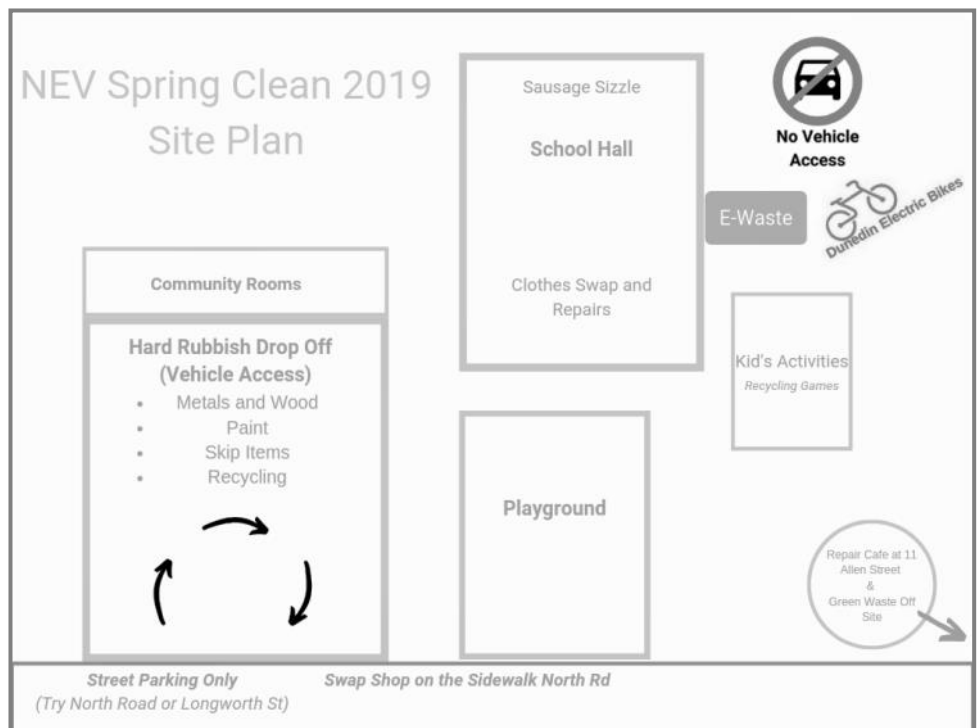 NEV Spring Clean 2019
Site Plan
Sausage Sizzle
School Hall
No Vehicle
Access
E-Waste
Dunedin Electric Bikes
Clothes Swap and
Repairs
Community Rooms
Hard Rubbish Drop Off
(Vehicle Access)
• Metals and Wood
• Paint
• Skip Items
• Recycling
Kid's Activities
Recycling Games
Playground
Repair Cafe at 11
Allen Street
&
Green Waste Off
Site
Street Parking Only
(Try North Road or Longworth St)
Swap Shop on the Sidewalk North Rd